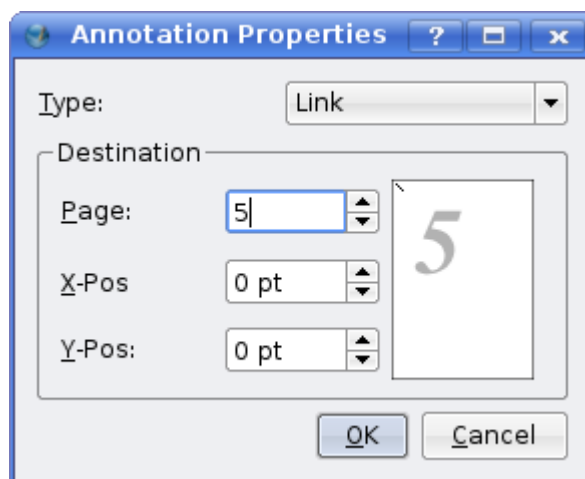 Annotation Properties ?
Type: Link
Destination
Page: 5
5
X-Pos 0 pt
Y-Pos: 0 pt
OK Cancel